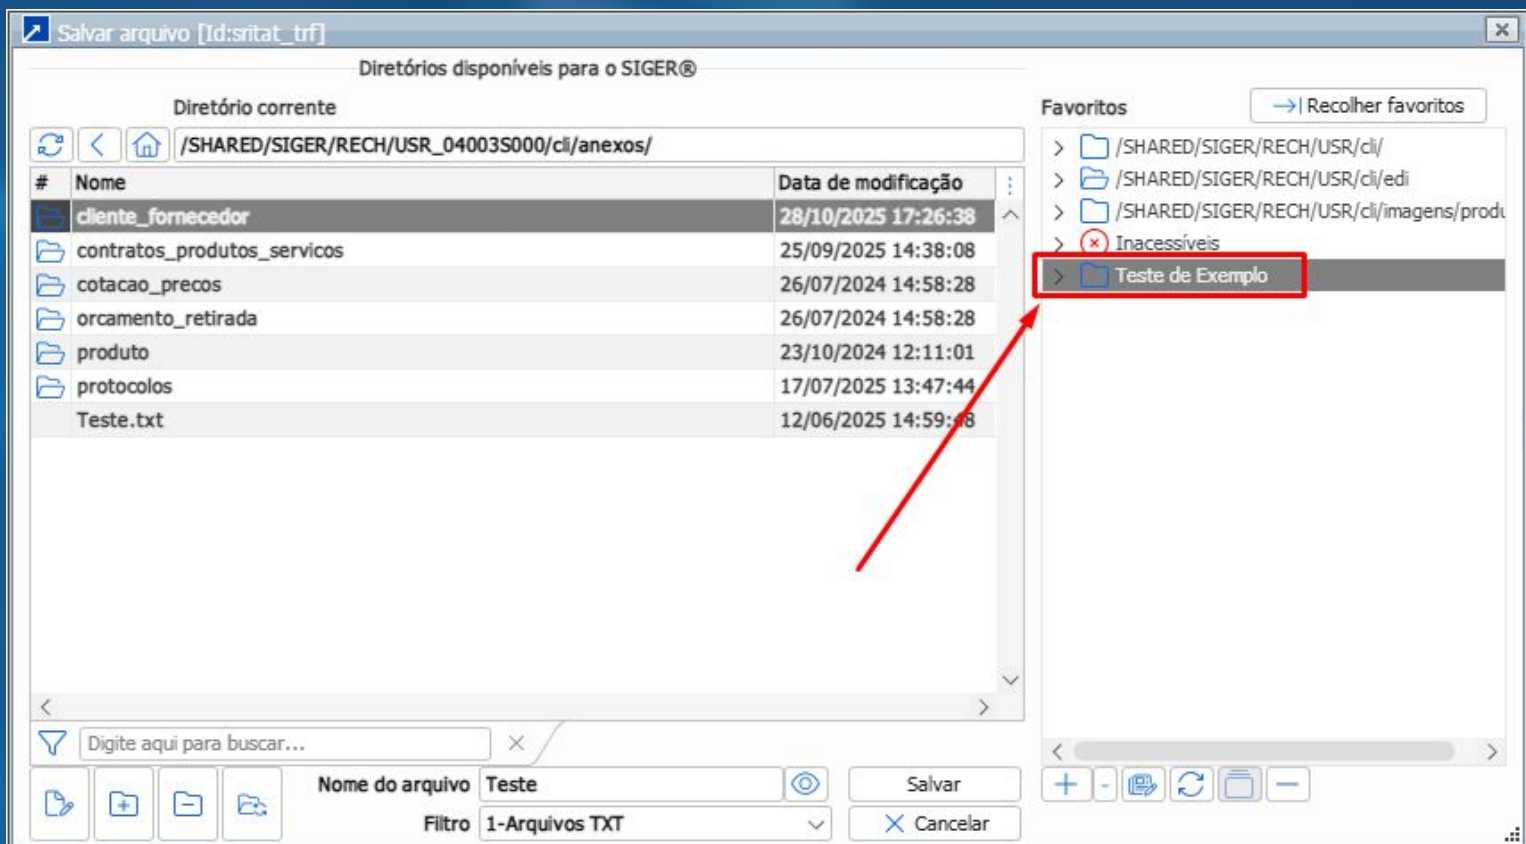 Salvar arquivo [Id:sritat_trf]
Diretórios disponíveis para o SIGER®
Diretório corrente
/SHARED/SIGER/RECH/USR_04003S000/cli/anexos/
# Nome Data de modificação
cliente_fornecedor 28/10/2025 17:26:38
contratos_produtos_servicos 25/09/2025 14:38:08
cotacao_precos 26/07/2024 14:58:28
orcamento_retirada 26/07/2024 14:58:28
produto 23/10/2024 12:11:01
protocolos 17/07/2025 13:47:44
Teste.txt 12/06/2025 14:59:48
Digite aqui para buscar...
Nome do arquivo Teste Salvar
Filtro 1-Arquivos TXT Cancelar
Favoritos Recolher favoritos
/SHARED/SIGER/RECH/USR/cli/
/SHARED/SIGER/RECH/USR/cli/edi
/SHARED/SIGER/RECH/USR/cli/imagens/produ
Inacessíveis
Teste de Exemplo